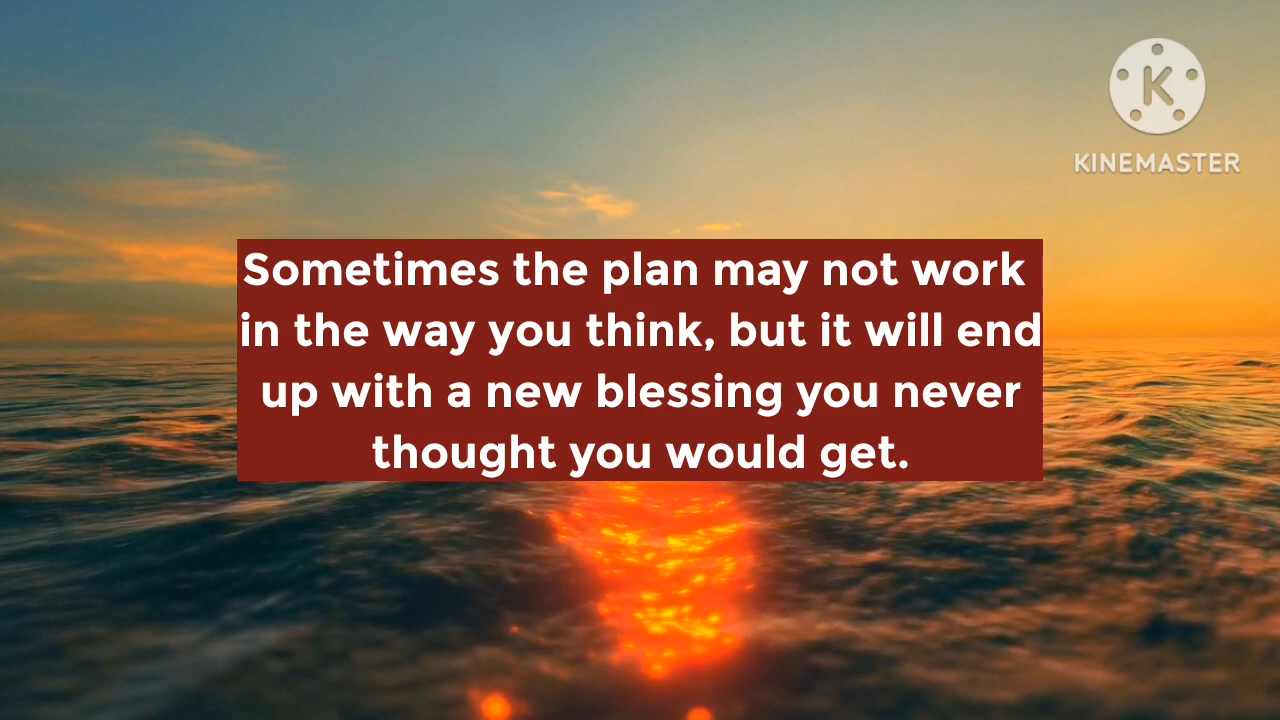 K
KINEMASTER
Sometimes the plan may not work
in the way you think, but it will end
up with a new blessing you never
thought you would get.